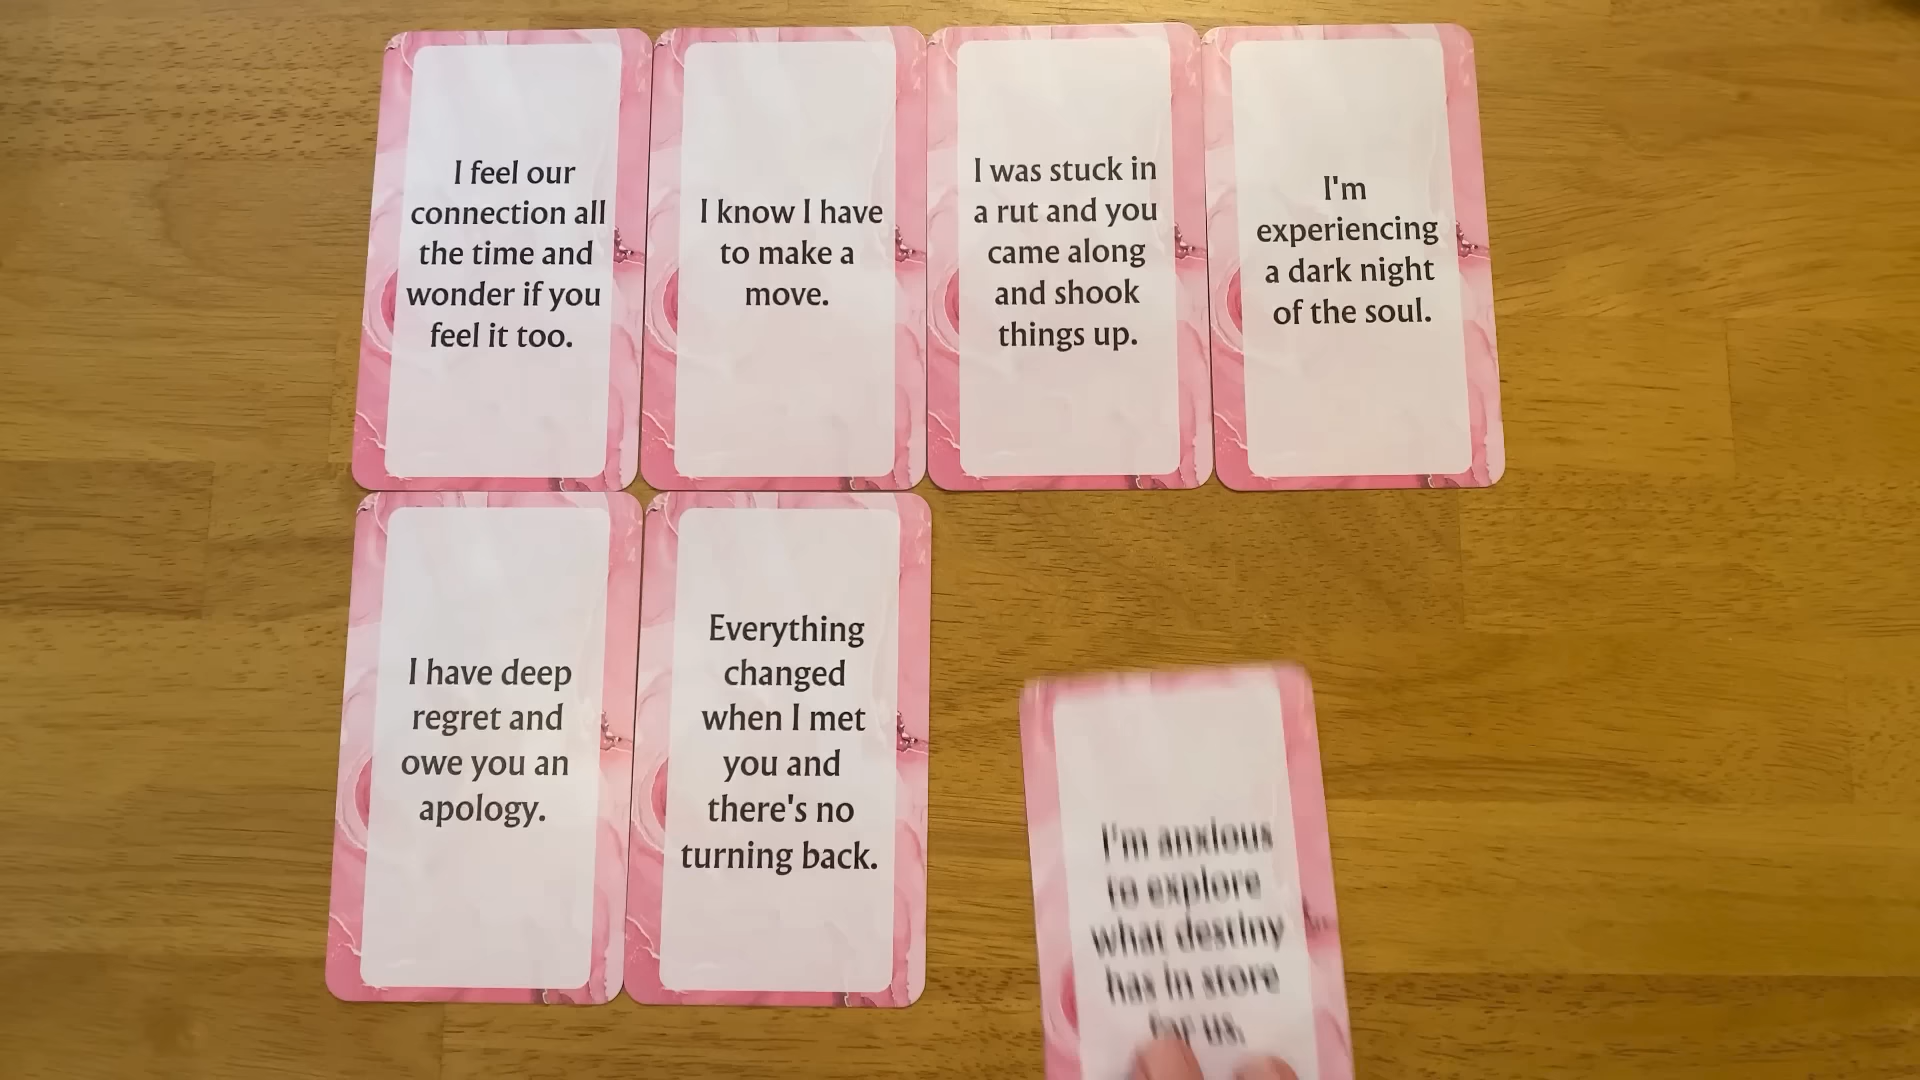 I feel our
connection all
the time and
wonder if you
feel it too.
I know I have
to make a
move.
I was stuck in
a rut and you
came along
and shook
things up.
I'm
experiencing
a dark night
of the soul.
I have deep
regret and
owe you an
apology.
Everything
changed
when I met
you and
there's no
turning back.
I'm anxious
to explore
what destiny
has in store
for us.